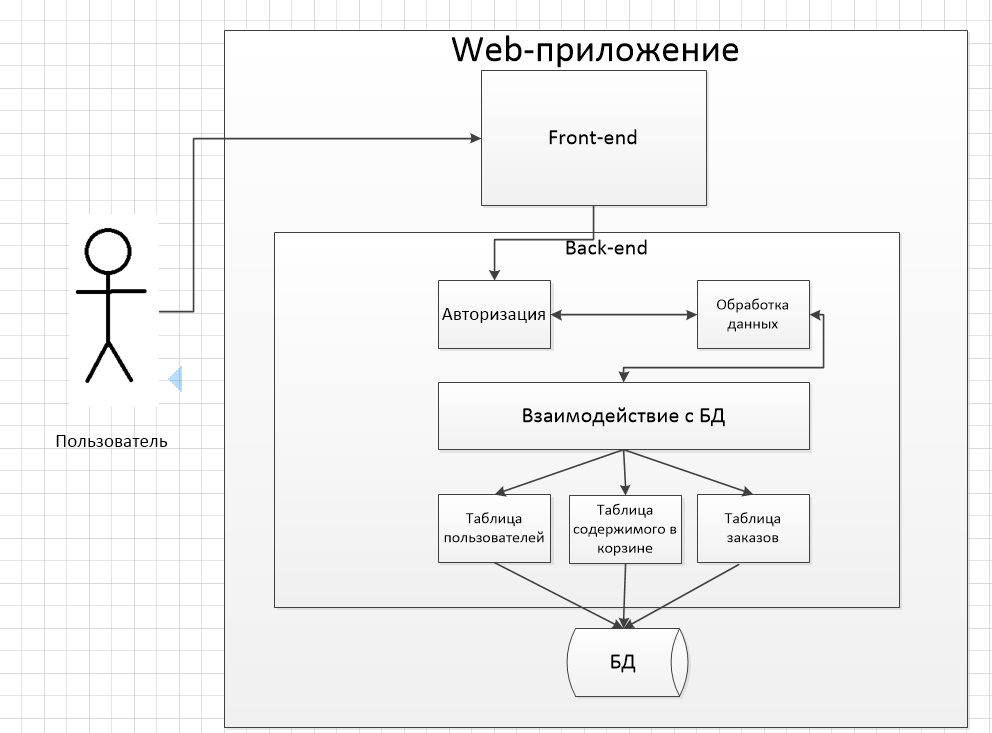 Web-приложение
Front-end
Back-end
Авторизация
Обработка
данных
Взаимодействие с БД
Пользователь
Таблица
пользователей
Таблица
содержимого в
корзине
Таблица
заказов
БД